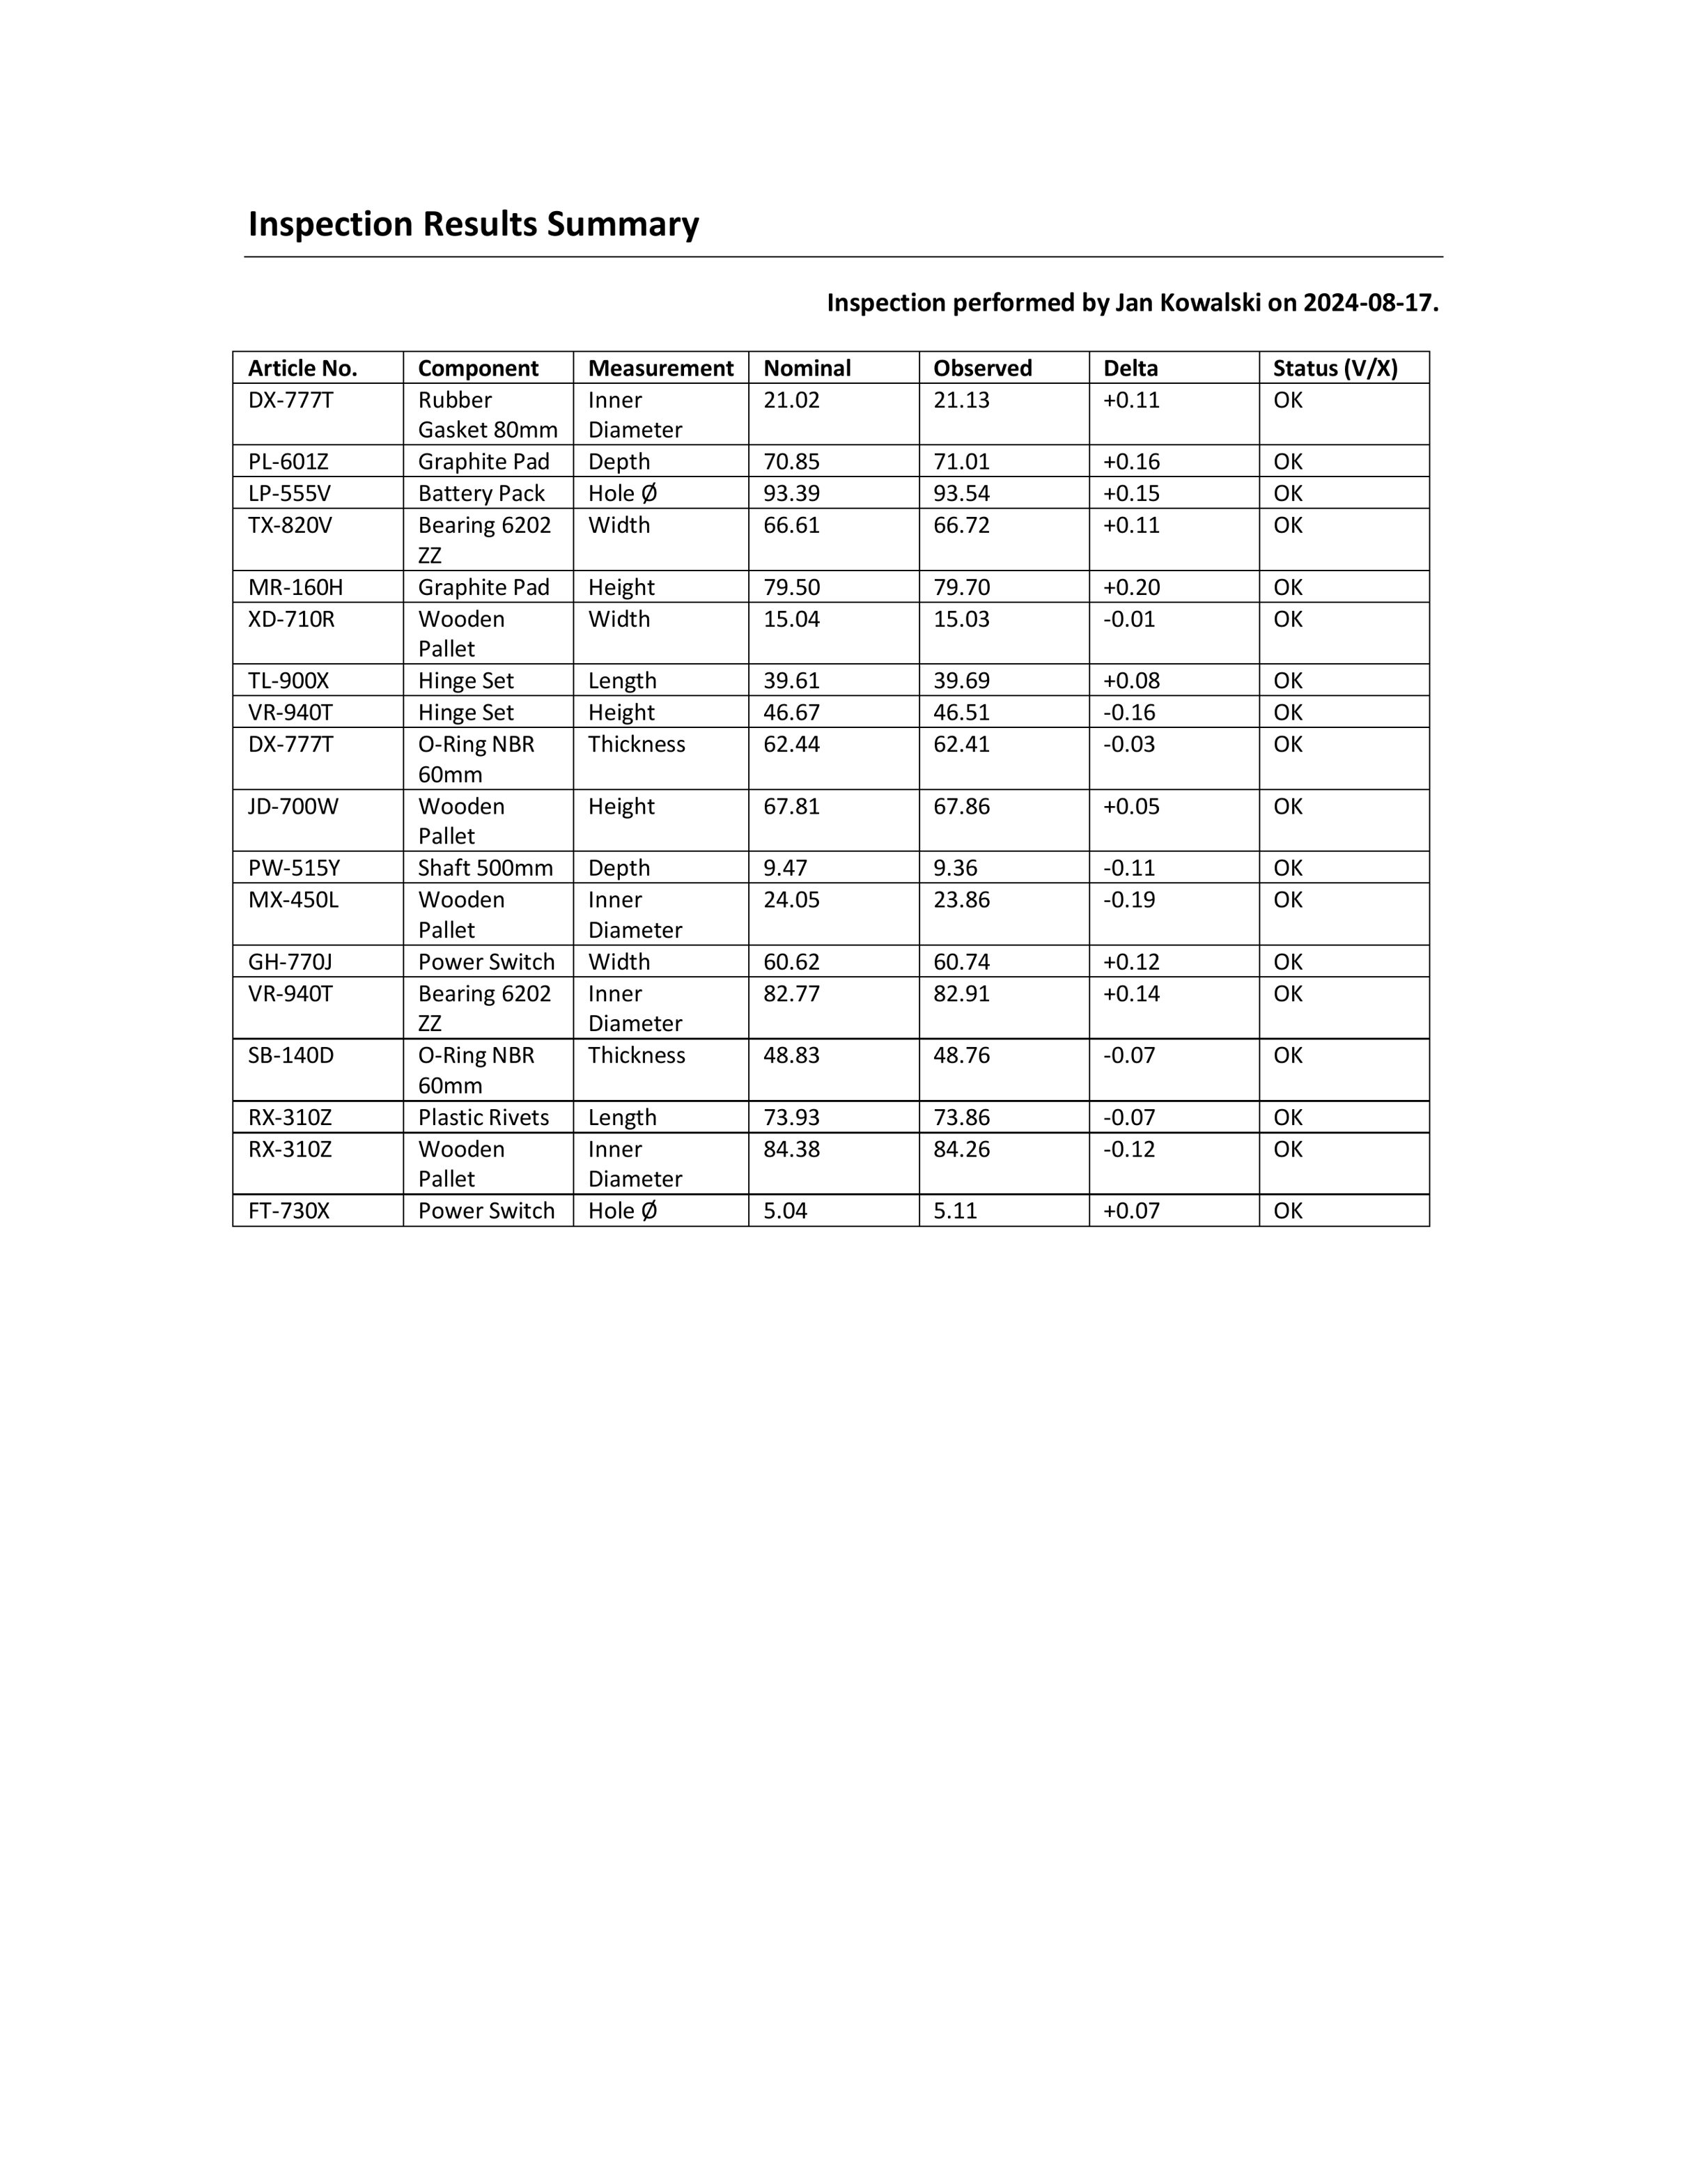 Inspection Results Summary
Inspection performed by Jan Kowalski on 2024-08-17.
Article No. Component Measurement Nominal Observed Delta Status (V/X)
DX-777T Rubber Inner 21.02 21.13 +0.11 OK
Gasket 80mm Diameter
PL-601Z Graphite Pad Depth 70.85 71.01 +0.16 OK
LP-555V Battery Pack Hole Ø 93.39 93.54 +0.15 OK
TX-820V Bearing 6202 Width 66.61 66.72 +0.11 OK
ZZ
MR-160H Graphite Pad Height 79.50 79.70 +0.20 OK
XD-710R Wooden Width 15.04 15.03 -0.01 OK
Pallet
TL-900X Hinge Set Length 39.61 39.69 +0.08 OK
VR-940T Hinge Set Height 46.67 46.51 -0.16 OK
DX-777T O-Ring NBR Thickness 62.44 62.41 -0.03 OK
60mm
JD-700W Wooden Height 67.81 67.86 +0.05 OK
Pallet
PW-515Y Shaft 500mm Depth 9.47 9.36 -0.11 OK
MX-450L Wooden Inner 24.05 23.86 -0.19 OK
Pallet Diameter
GH-770J Power Switch Width 60.62 60.74 +0.12 OK
VR-940T Bearing 6202 Inner 82.77 82.91 +0.14 OK
ZZ Diameter
SB-140D O-Ring NBR Thickness 48.83 48.76 -0.07 OK
60mm
RX-310Z Plastic Rivets Length 73.93 73.86 -0.07 OK
RX-310Z Wooden Inner 84.38 84.26 -0.12 OK
Pallet Diameter
FT-730X Power Switch Hole Ø 5.04 5.11 +0.07 OK